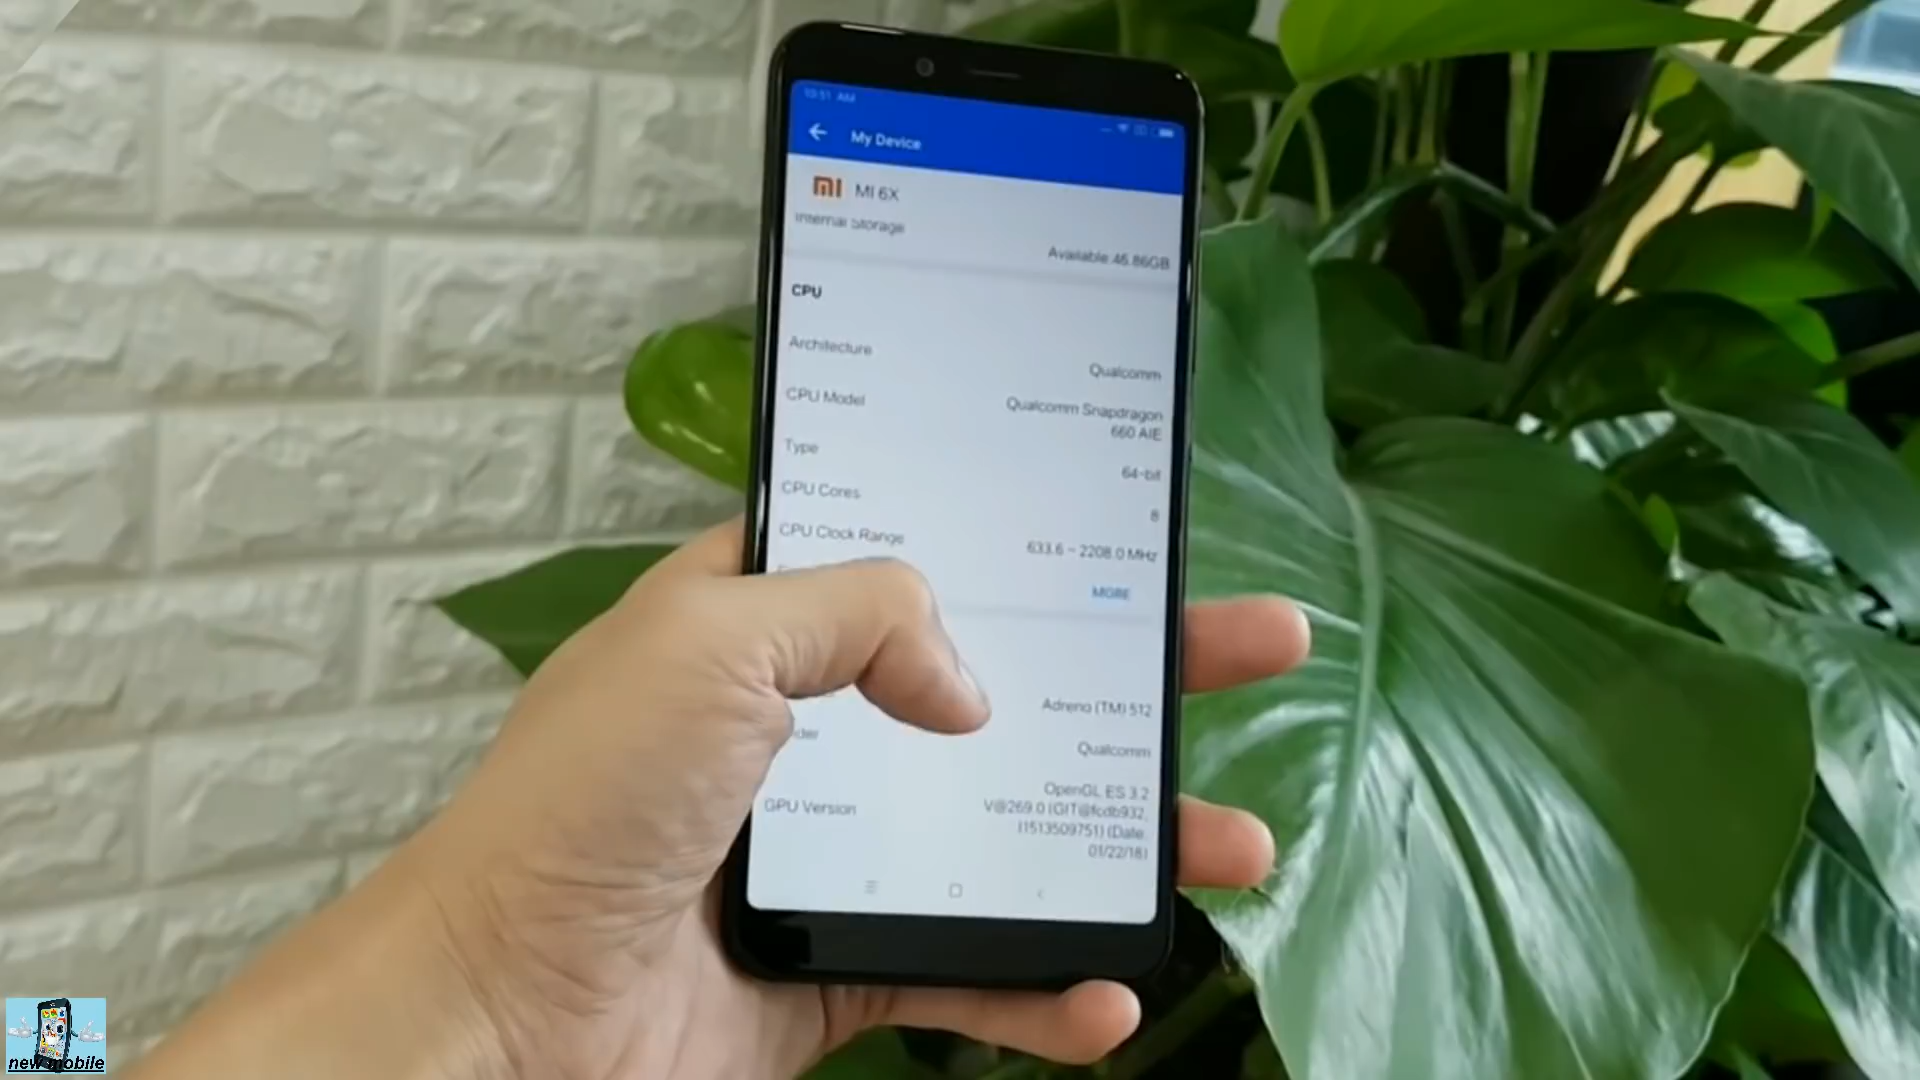 10:51 AM
My Device
MI 6X
Internal Storage
Available:46.86GB
CPU
Architecture
Qualcomm
CPU Model
Qualcomm Snapdragon
660 AIE
Type
64-bit
CPU Cores
8
CPU Clock Range
633.6 ~ 2208.0 MHz
MORE
Adreno (TM) 512
Qualcomm
GPU Version
OpenGL ES 3.2
V@269.0 (GIT@fcdb932,
I1513509751) (Date:
01/22/18)
new mobile